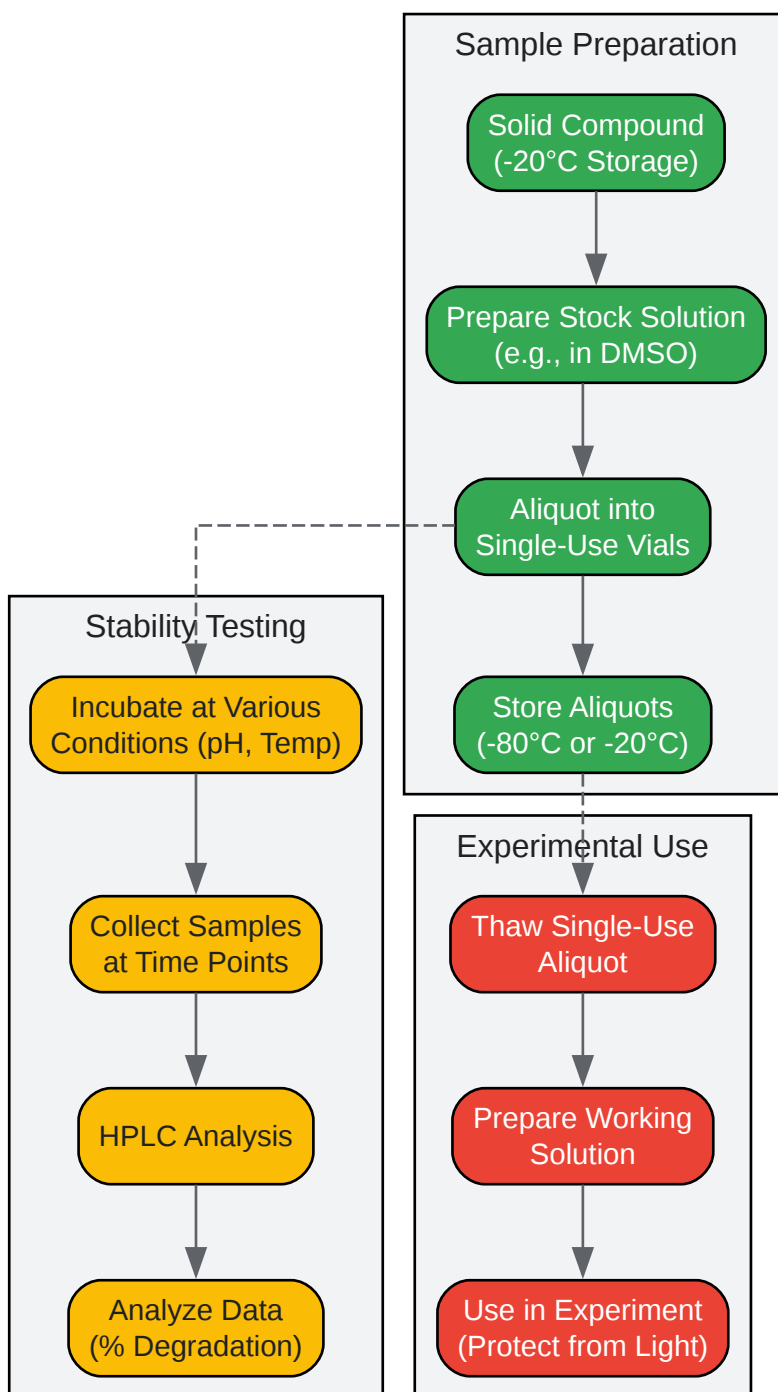 Sample Preparation
Solid Compound
(-20°C Storage)
Prepare Stock Solution
(e.g., in DMSO)
Aliquot into
Single-Use Vials
Store Aliquots
(-80°C or -20°C)
Stability Testing
Incubate at Various
Conditions (pH, Temp)
Collect Samples
at Time Points
HPLC Analysis
Analyze Data
(% Degradation)
Experimental Use
Thaw Single-Use
Aliquot
Prepare Working
Solution
Use in Experiment
(Protect from Light)